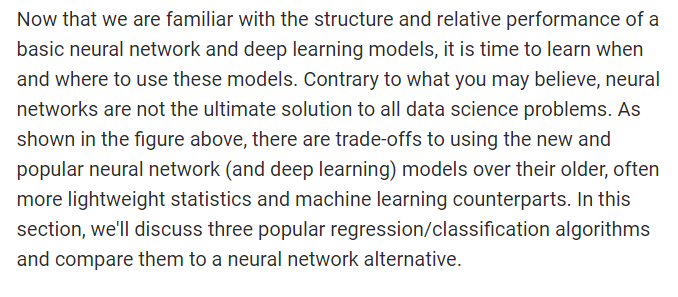 Now that we are familiar with the structure and relative performance of a
basic neural network and deep learning models, it is time to learn when
and where to use these models. Contrary to what you may believe, neural
networks are not the ultimate solution to all data science problems. As
shown in the figure above, there are trade-offs to using the new and
popular neural network (and deep learning) models over their older, often
more lightweight statistics and machine learning counterparts. In this
section, we'll discuss three popular regression/classification algorithms
and compare them to a neural network alternative.